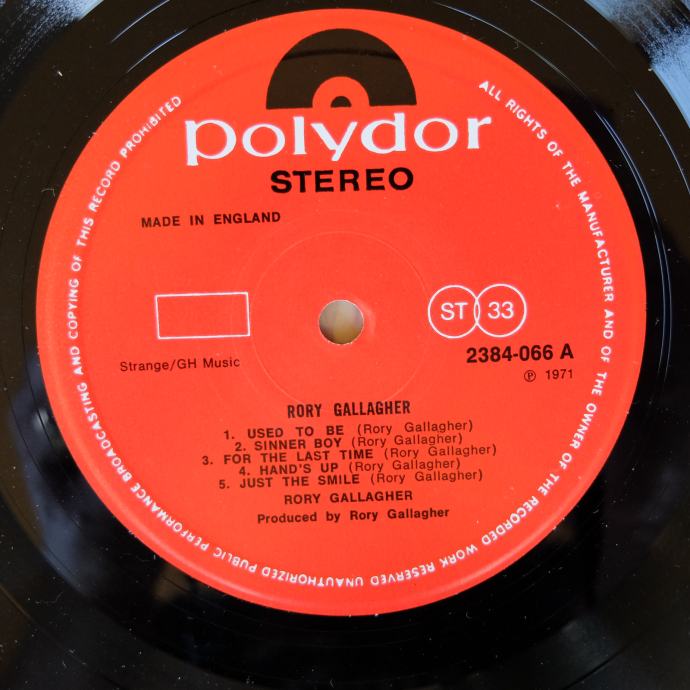 polydor
STEREO
MADE IN ENGLAND
ST 33
Strange/GH Music
2384-066 A
℗ 1971
RORY GALLAGHER
1. USED TO BE (Rory Gallagher)
2. SINNER BOY (Rory Gallagher)
3. FOR THE LAST TIME (Rory Gallagher)
4. HAND'S UP (Rory Gallagher)
5. JUST THE SMILE (Rory Gallagher)
RORY GALLAGHER
Produced by Rory Gallagher
ALL RIGHTS OF THE MANUFACTURER AND OF THE OWNER OF THE RECORDED WORK RESERVED UNAUTHORIZED PUBLIC PERFORMANCE BROADCASTING AND COPYING OF THIS RECORD PROHIBITED